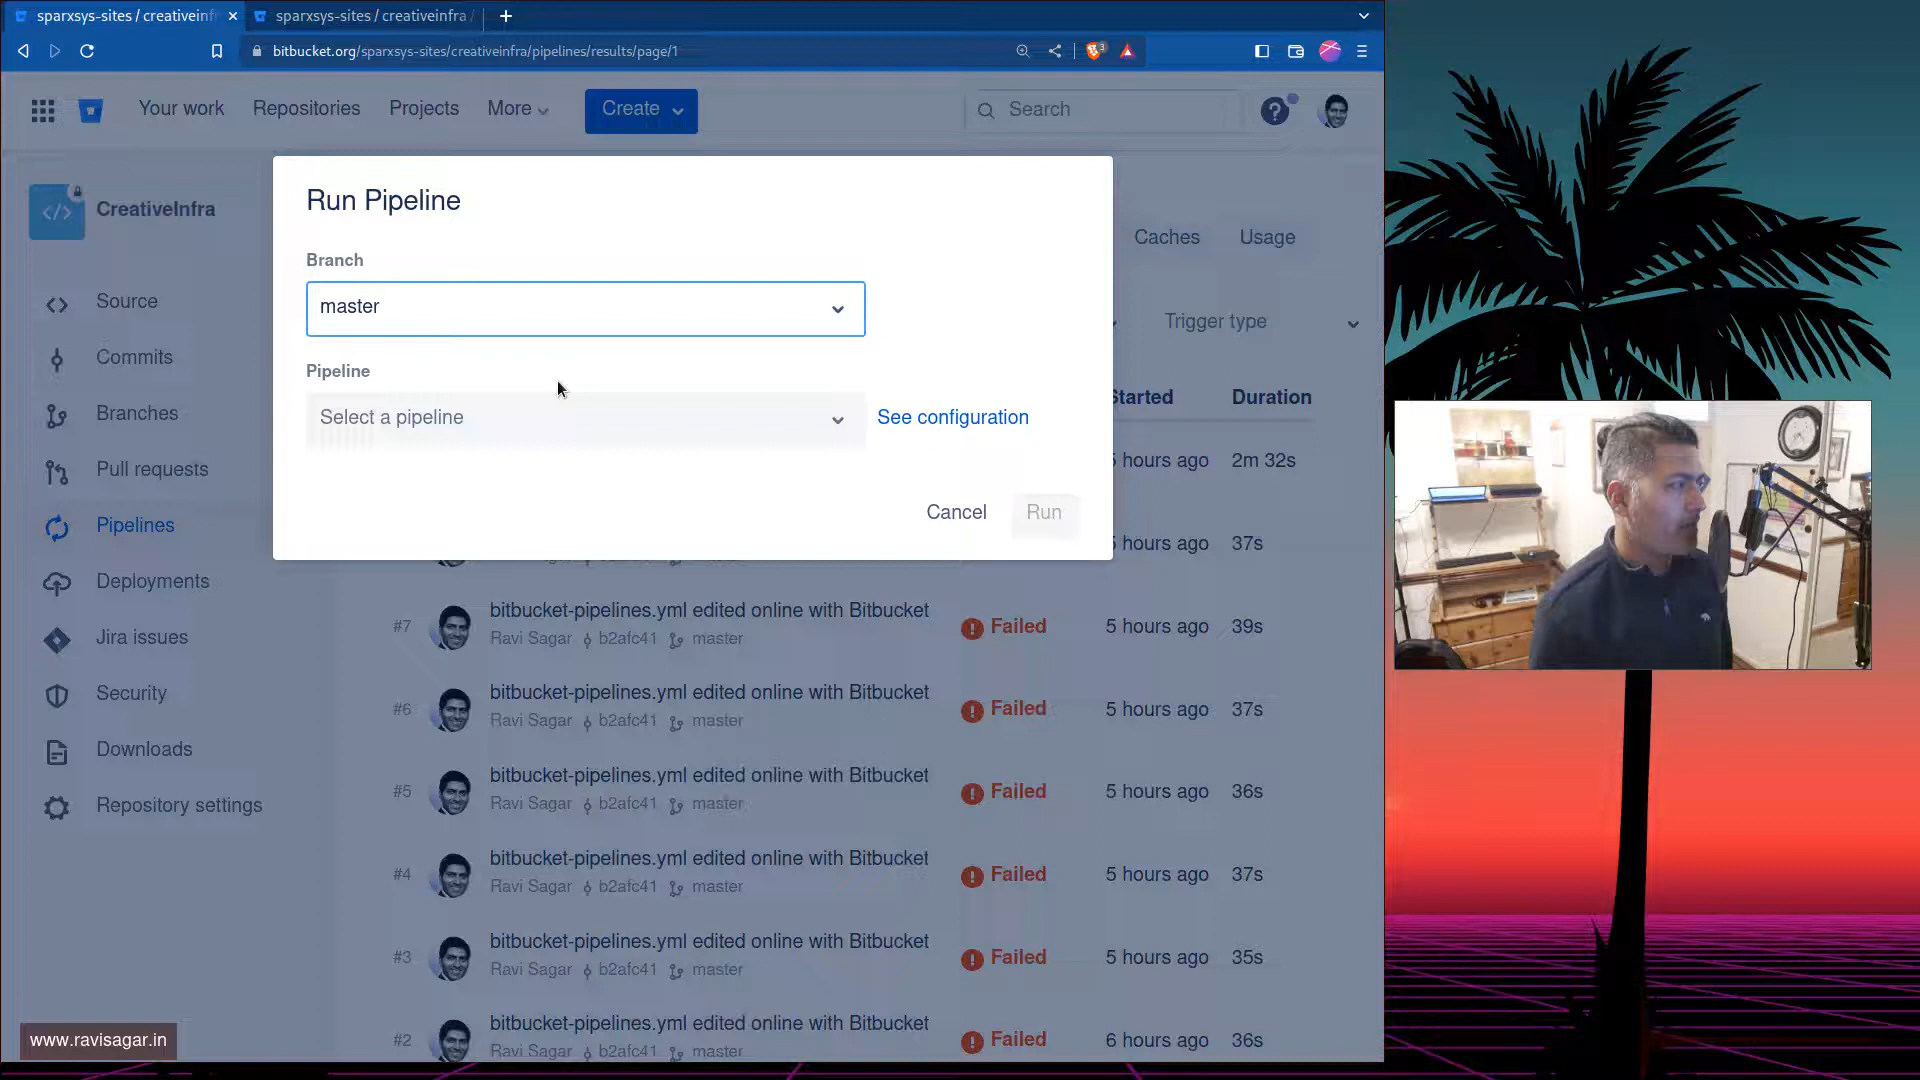 sparxsys-sites / creativeinf
sparxsys-sites / creativeinfra /
bitbucket.org/sparxsys-sites/creativeinfra/pipelines/results/page/1
3
Your work
Repositories
Projects
More
Create
Search
CreativeInfra
Source
Commits
Branches
Pull requests
Pipelines
Deployments
Jira issues
Security
Downloads
Repository settings
Run Pipeline
Branch
master
Pipeline
Select a pipeline
See configuration
Cancel
Run
Caches
Usage
Trigger type
Started
Duration
5 hours ago
2m 32s
5 hours ago
37s
#7
bitbucket-pipelines.yml edited online with Bitbucket
Ravi Sagar
b2afc41
master
Failed
5 hours ago
39s
#6
bitbucket-pipelines.yml edited online with Bitbucket
Ravi Sagar
b2afc41
master
Failed
5 hours ago
37s
#5
bitbucket-pipelines.yml edited online with Bitbucket
Ravi Sagar
b2afc41
master
Failed
5 hours ago
36s
#4
bitbucket-pipelines.yml edited online with Bitbucket
Ravi Sagar
b2afc41
master
Failed
5 hours ago
37s
#3
bitbucket-pipelines.yml edited online with Bitbucket
Ravi Sagar
b2afc41
master
Failed
5 hours ago
35s
#2
bitbucket-pipelines.yml edited online with Bitbucket
Ravi Sagar
b2afc41
master
Failed
6 hours ago
36s
www.ravisagar.in